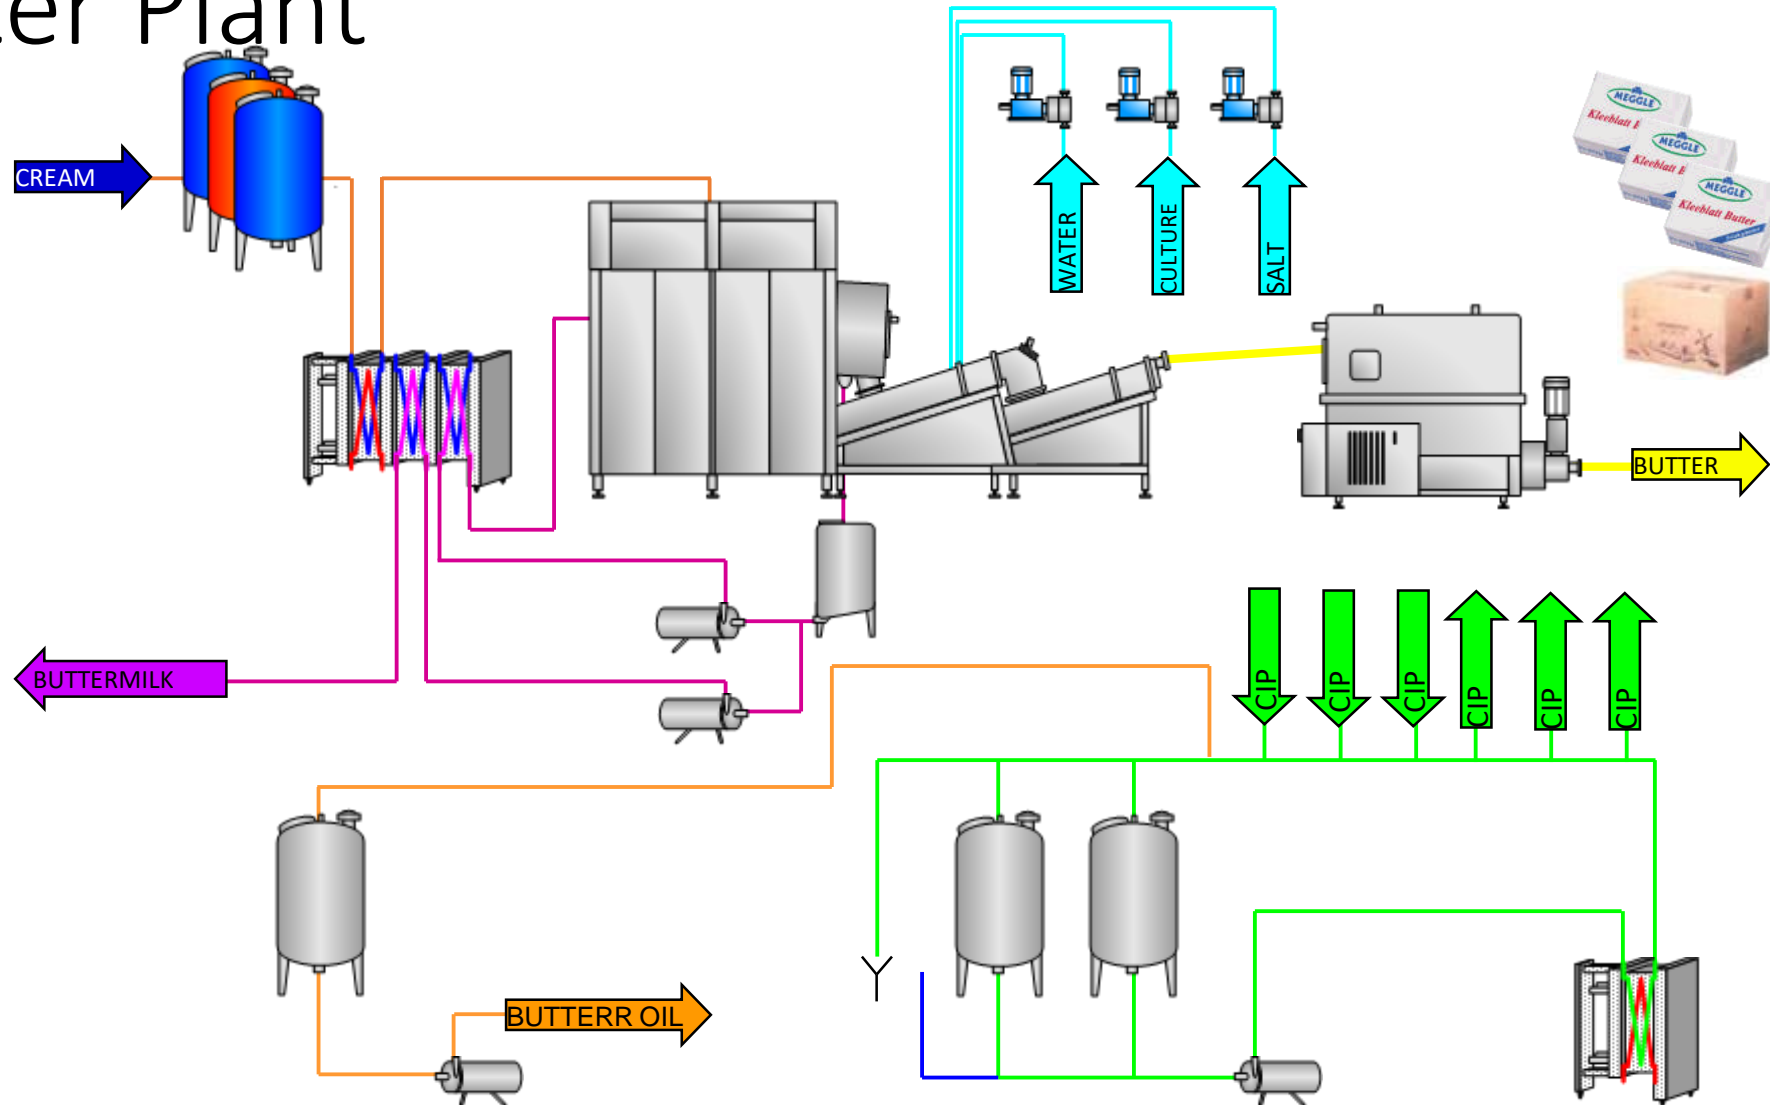 er Plant
CREAM
WATER
CULTURE
SALT
MEGGLE
Kleeblatt B
MEGGLE
Kleeblatt B
MEGGLE
Kleeblatt Butter
BUTTER
BUTTERMILK
CIP
CIP
CIP
CIP
CIP
CIP
BUTTERR OIL